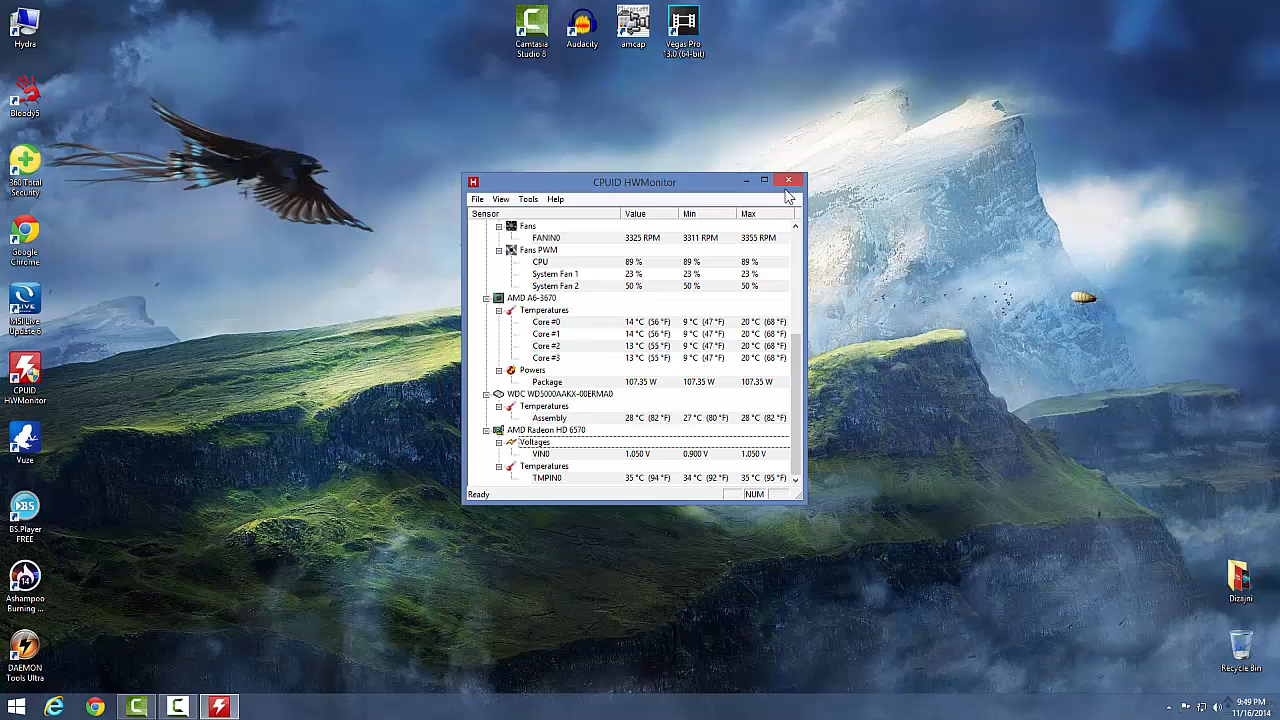 Hydra
Bloody5
360 Total
Security
Google
Chrome
MSI Live
Update 6
CPUID
HWMonitor
Vuze
BS.Player
FREE
Ashampoo
Burning ...
DAEMON
Tools Ultra
Camtasia
Studio 8
Audacity
Microsoft
amcap
Vegas Pro
13.0 (64-bit)
CPUID HWMonitor
File View Tools Help
Sensor Value Min Max
Fans
FANIN0 3325 RPM 3311 RPM 3355 RPM
Fans PWM
CPU 89 % 89 % 89 %
System Fan 1 23 % 23 % 23 %
System Fan 2 50 % 50 % 50 %
AMD A6-3670
Temperatures
Core #0 14 °C (56 °F) 9 °C (47 °F) 20 °C (68 °F)
Core #1 14 °C (56 °F) 9 °C (47 °F) 20 °C (68 °F)
Core #2 13 °C (55 °F) 9 °C (47 °F) 20 °C (68 °F)
Core #3 13 °C (55 °F) 9 °C (47 °F) 20 °C (68 °F)
Powers
Package 107.35 W 107.35 W 107.35 W
WDC WD5000AAKX-00ERMA0
Temperatures
Assembly 28 °C (82 °F) 27 °C (80 °F) 28 °C (82 °F)
AMD Radeon HD 6570
Voltages
VIN0 1.050 V 0.900 V 1.050 V
Temperatures
TMPIN0 35 °C (94 °F) 34 °C (92 °F) 35 °C (95 °F)
Ready NUM
Dizajni
Recycle Bin
9:49 PM
11/16/2014